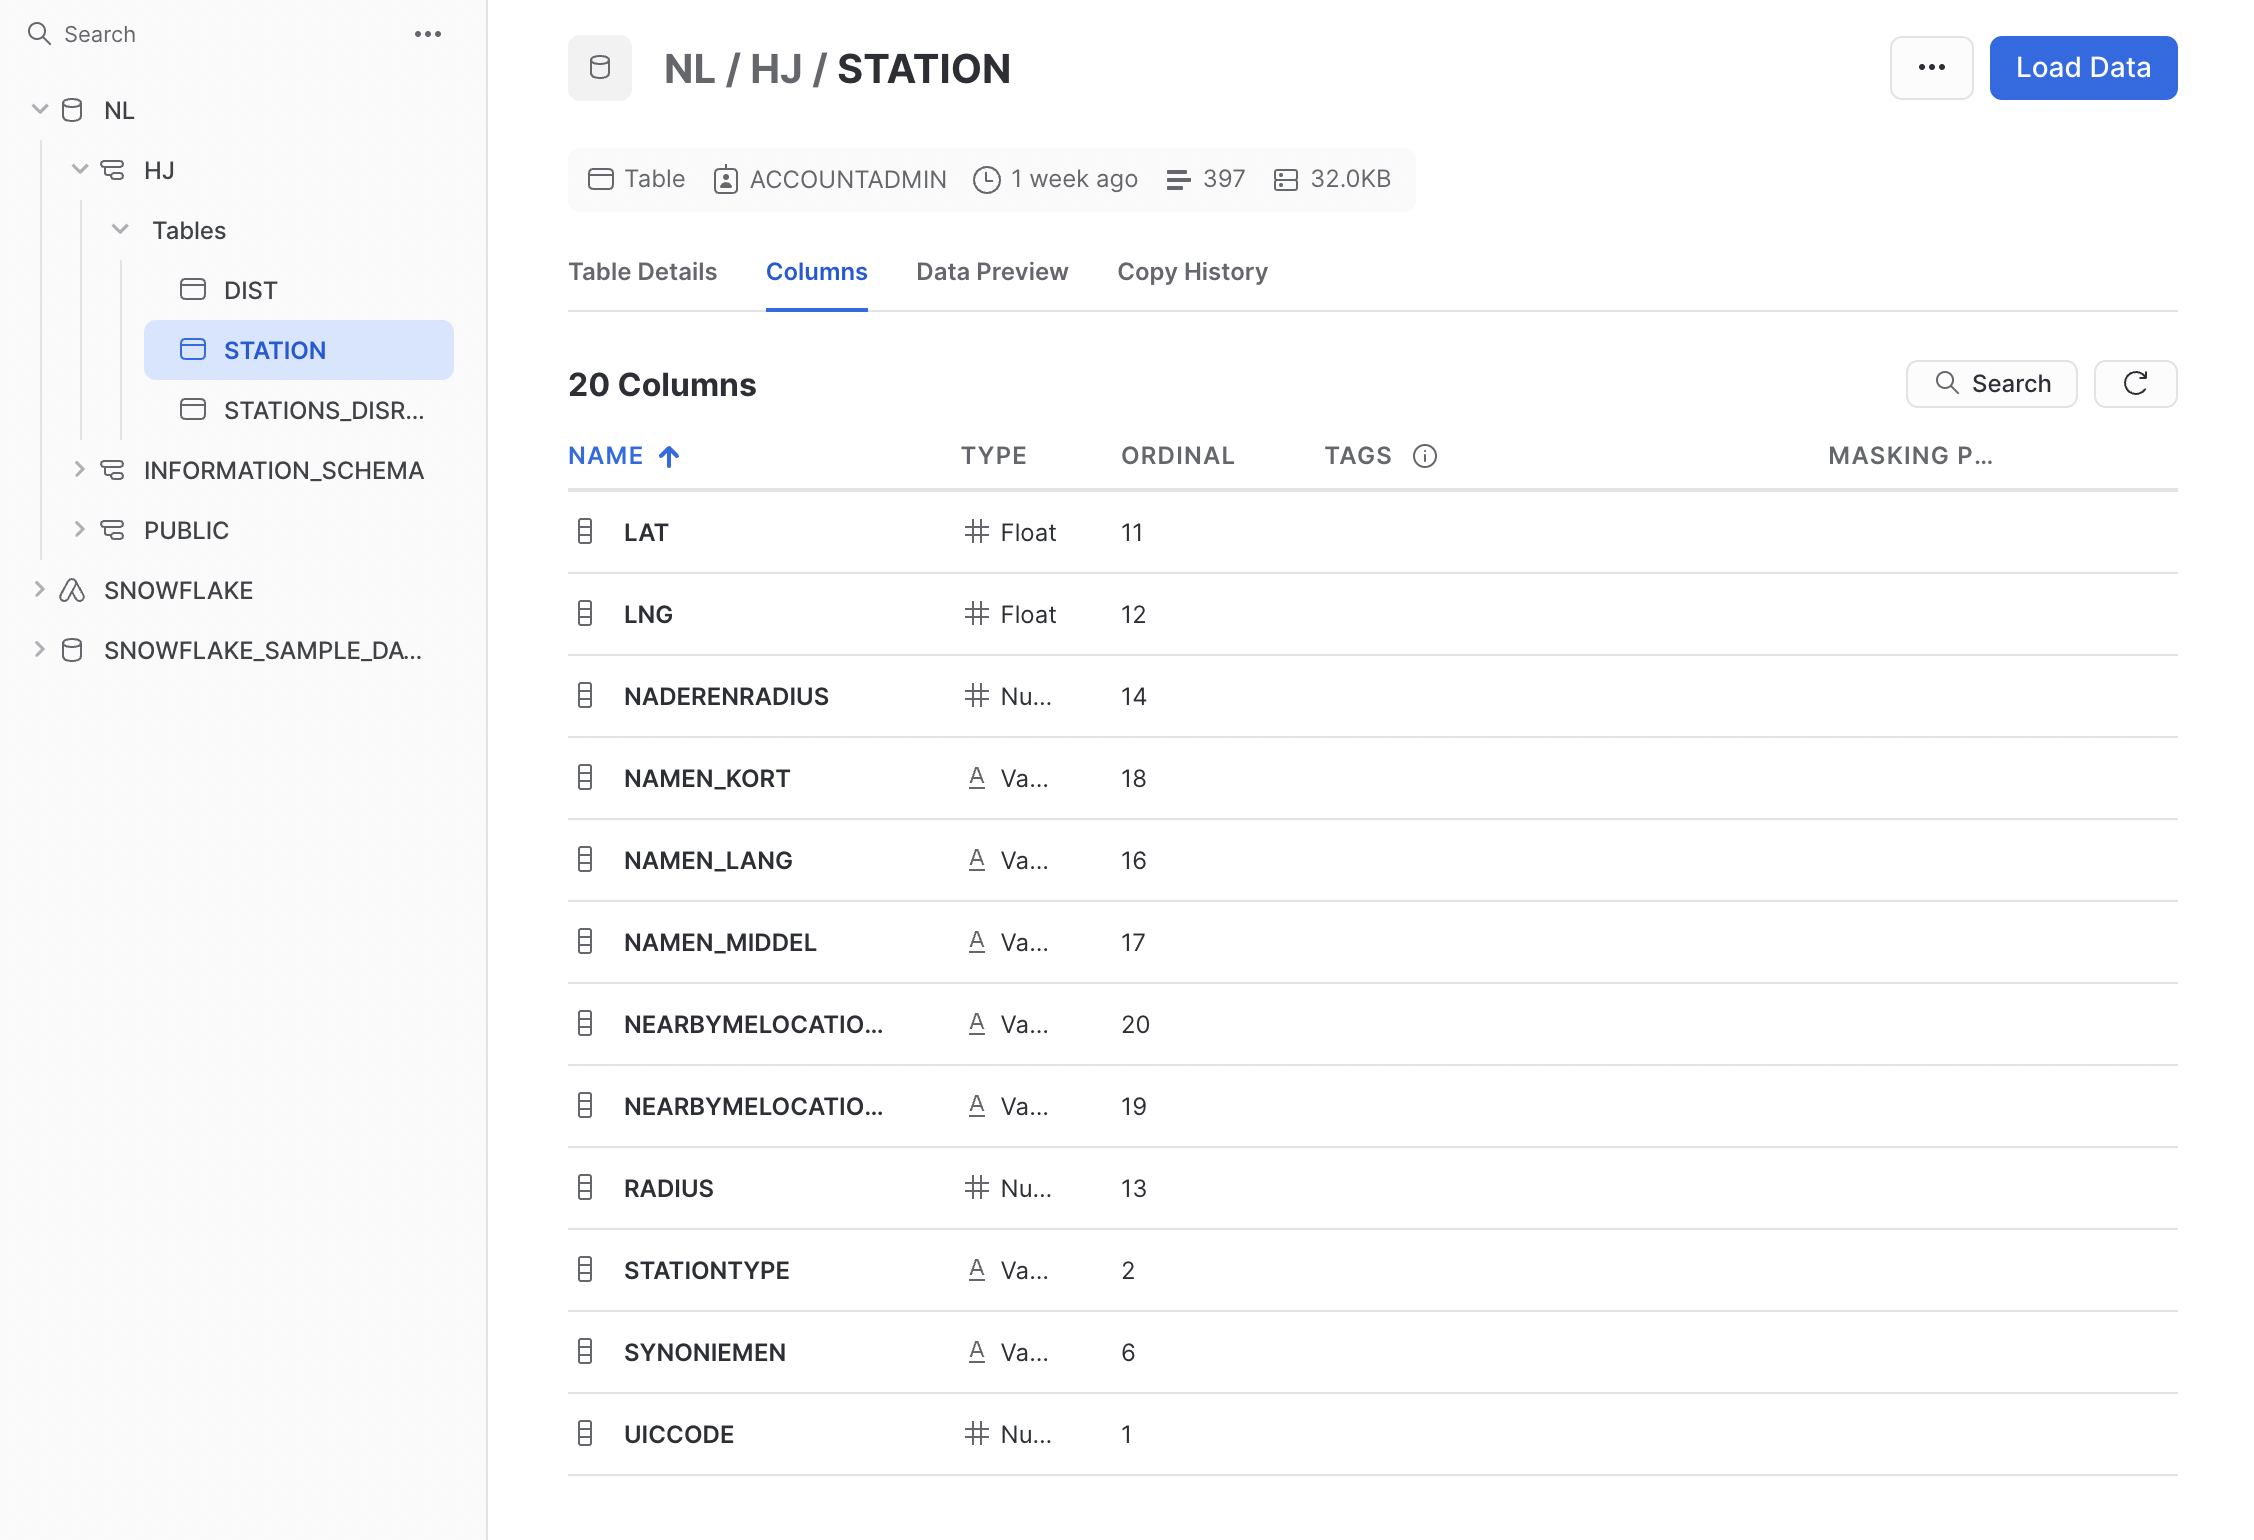 Search
NL
HJ
Tables
DIST
STATION
STATIONS_DISR...
INFORMATION_SCHEMA
PUBLIC
SNOWFLAKE
SNOWFLAKE_SAMPLE_DA...
NL / HJ / STATION
Load Data
Table ACCOUNTADMIN 1 week ago 397 32.0KB
Table Details Columns Data Preview Copy History
20 Columns
Search
NAME TYPE ORDINAL TAGS MASKING P...
LAT Float 11
LNG Float 12
NADERENRADIUS Nu... 14
NAMEN_KORT Va... 18
NAMEN_LANG Va... 16
NAMEN_MIDDEL Va... 17
NEARBYMELOCATIO... Va... 20
NEARBYMELOCATIO... Va... 19
RADIUS Nu... 13
STATIONTYPE Va... 2
SYNONIEMEN Va... 6
UICCODE Nu... 1